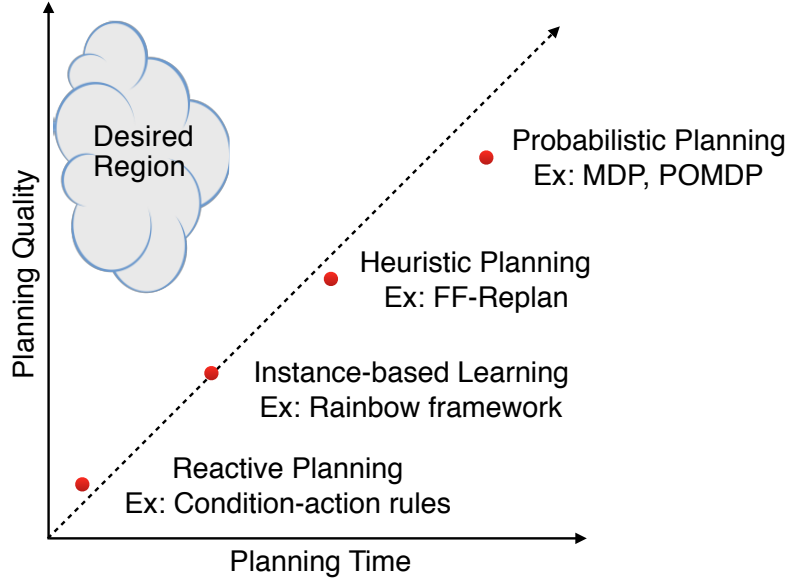 Planning Quality
Desired
Region
Probabilistic Planning
Ex: MDP, POMDP
Heuristic Planning
Ex: FF-Replan
Instance-based Learning
Ex: Rainbow framework
Reactive Planning
Ex: Condition-action rules
Planning Time